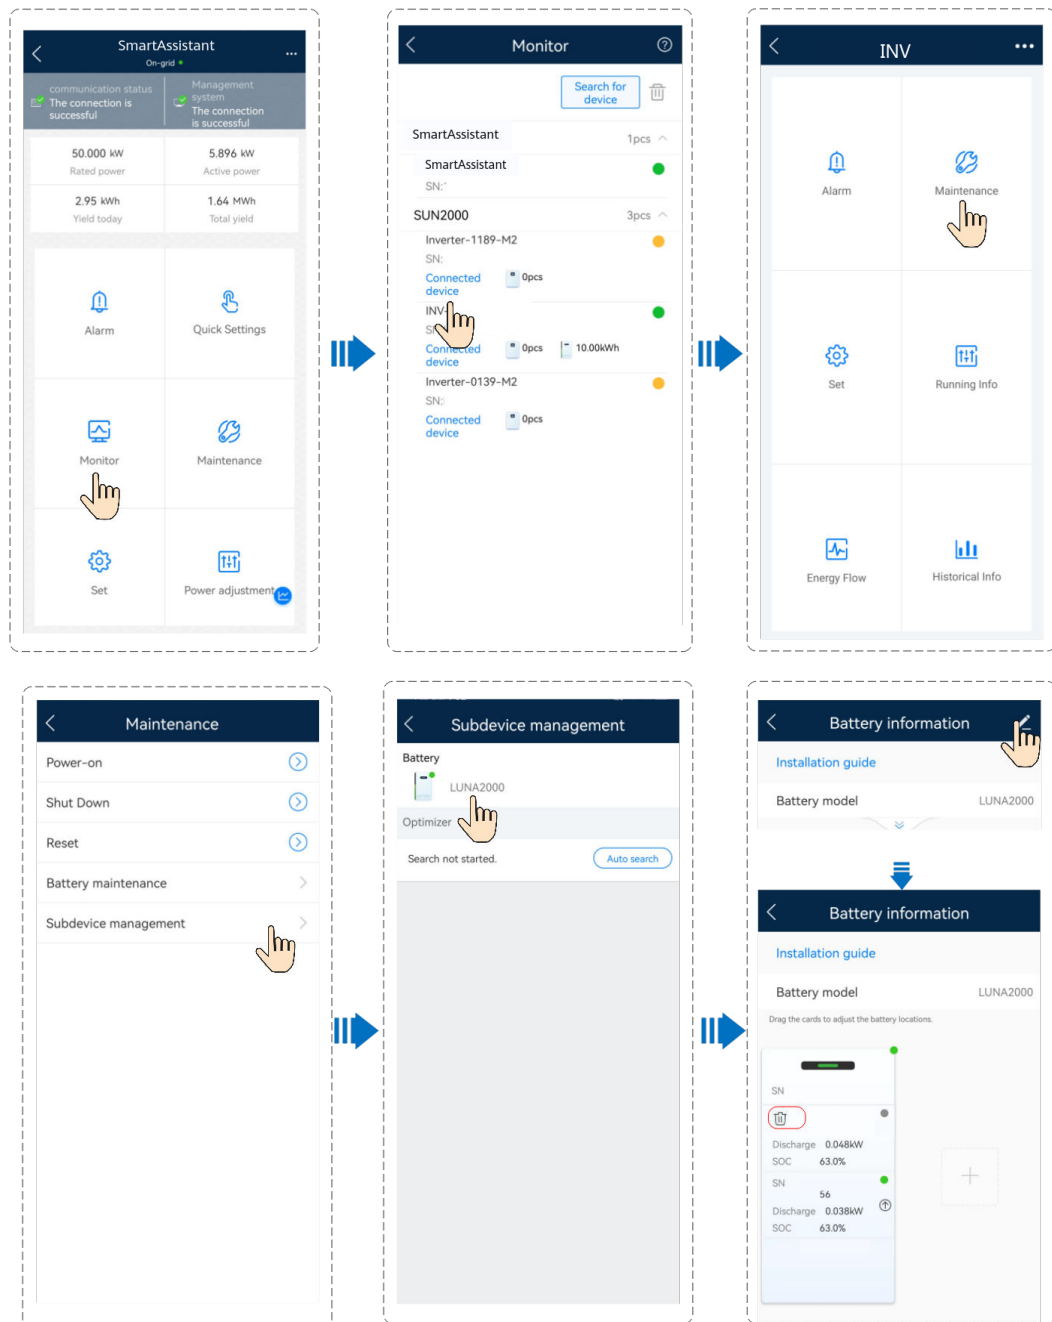 SmartAssistant
On-grid
...
communication status
The connection is
successful
Management
system
The connection
is successful
50.000 kW
Rated power
5.896 kW
Active power
2.95 kWh
Yield today
1.64 MWh
Total yield
Alarm
Quick Settings
Monitor
Maintenance
Set
Power adjustment
Monitor
Search for
device
SmartAssistant
1pcs
SmartAssistant
SN:
SUN2000
3pcs
Inverter-1189-M2
SN:
Connected
device
0pcs
INV-
Connected
device
0pcs
10.00kWh
Inverter-0139-M2
SN:
Connected
device
0pcs
INV
...
Alarm
Maintenance
Set
Running Info
Energy Flow
Historical Info
Maintenance
Power-on
Shut Down
Reset
Battery maintenance
Subdevice management
Subdevice management
Battery
LUNA2000
Optimizer
Search not started.
Auto search
Battery information
Installation guide
Battery model LUNA2000
Battery information
Installation guide
Battery model LUNA2000
Drag the cards to adjust the battery locations.
SN
Discharge 0.048kW
SOC 63.0%
SN
56
Discharge 0.038kW
SOC 63.0%